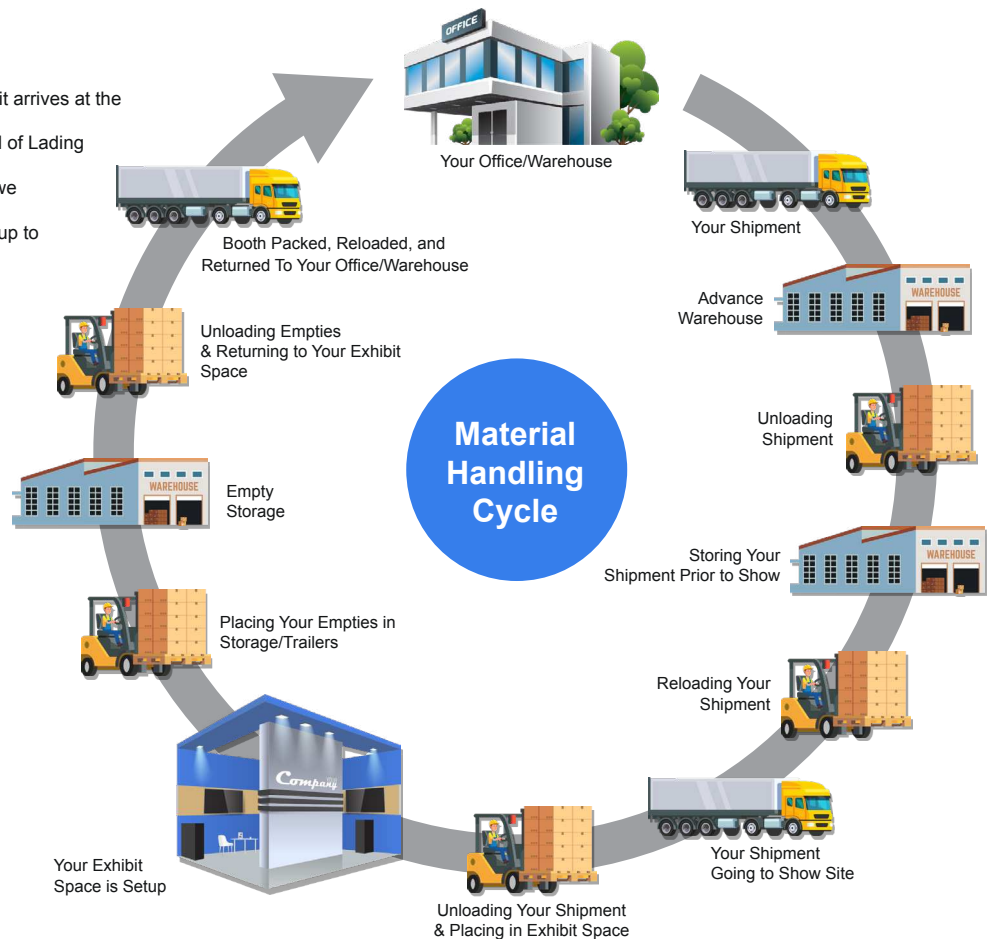 it arrives at the
of Lading
we
up to
OFFICE
Your Office/Warehouse
Your Shipment
Advance
Warehouse
WAREHOUSE
Unloading
Shipment
Storing Your
Shipment Prior to Show
WAREHOUSE
Reloading Your
Shipment
Your Shipment
Going to Show Site
Unloading Your Shipment
& Placing in Exhibit Space
Your Exhibit
Space is Setup
Company
Placing Your Empties in
Storage/Trailers
Empty
Storage
WAREHOUSE
Unloading Empties
& Returning to Your Exhibit
Space
Booth Packed, Reloaded, and
Returned To Your Office/Warehouse
Material
Handling
Cycle